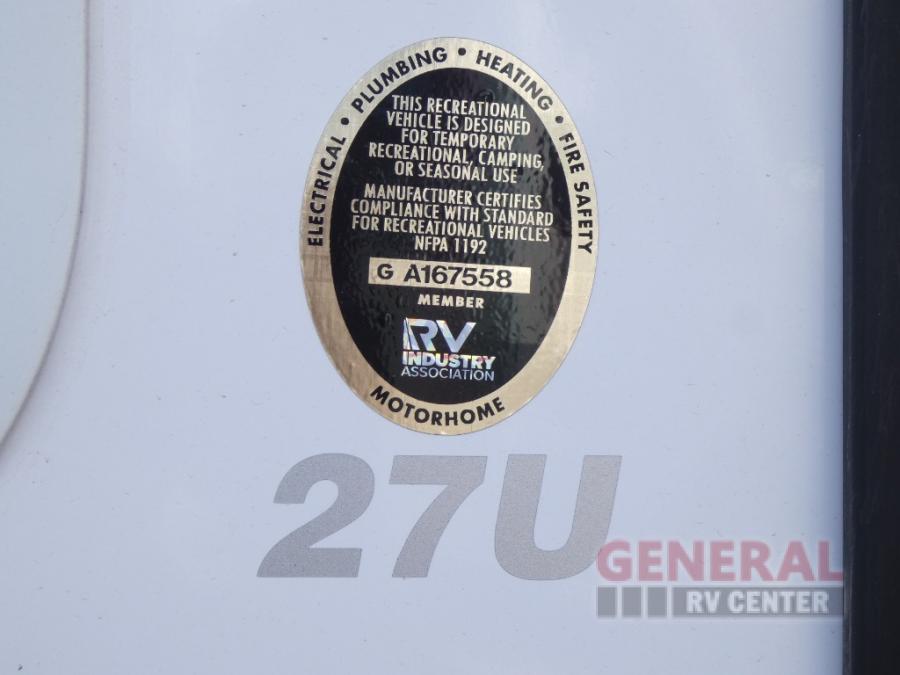 ELECTRICAL • PLUMBING • HEATING • FIRE SAFETY
THIS RECREATIONAL
VEHICLE IS DESIGNED
FOR TEMPORARY
RECREATIONAL, CAMPING,
OR SEASONAL USE
MANUFACTURER CERTIFIES
COMPLIANCE WITH STANDARD
FOR RECREATIONAL VEHICLES
NFPA 1192
G A167558
MEMBER
RV
INDUSTRY
ASSOCIATION
MOTORHOME
27U
GENERAL
RV CENTER